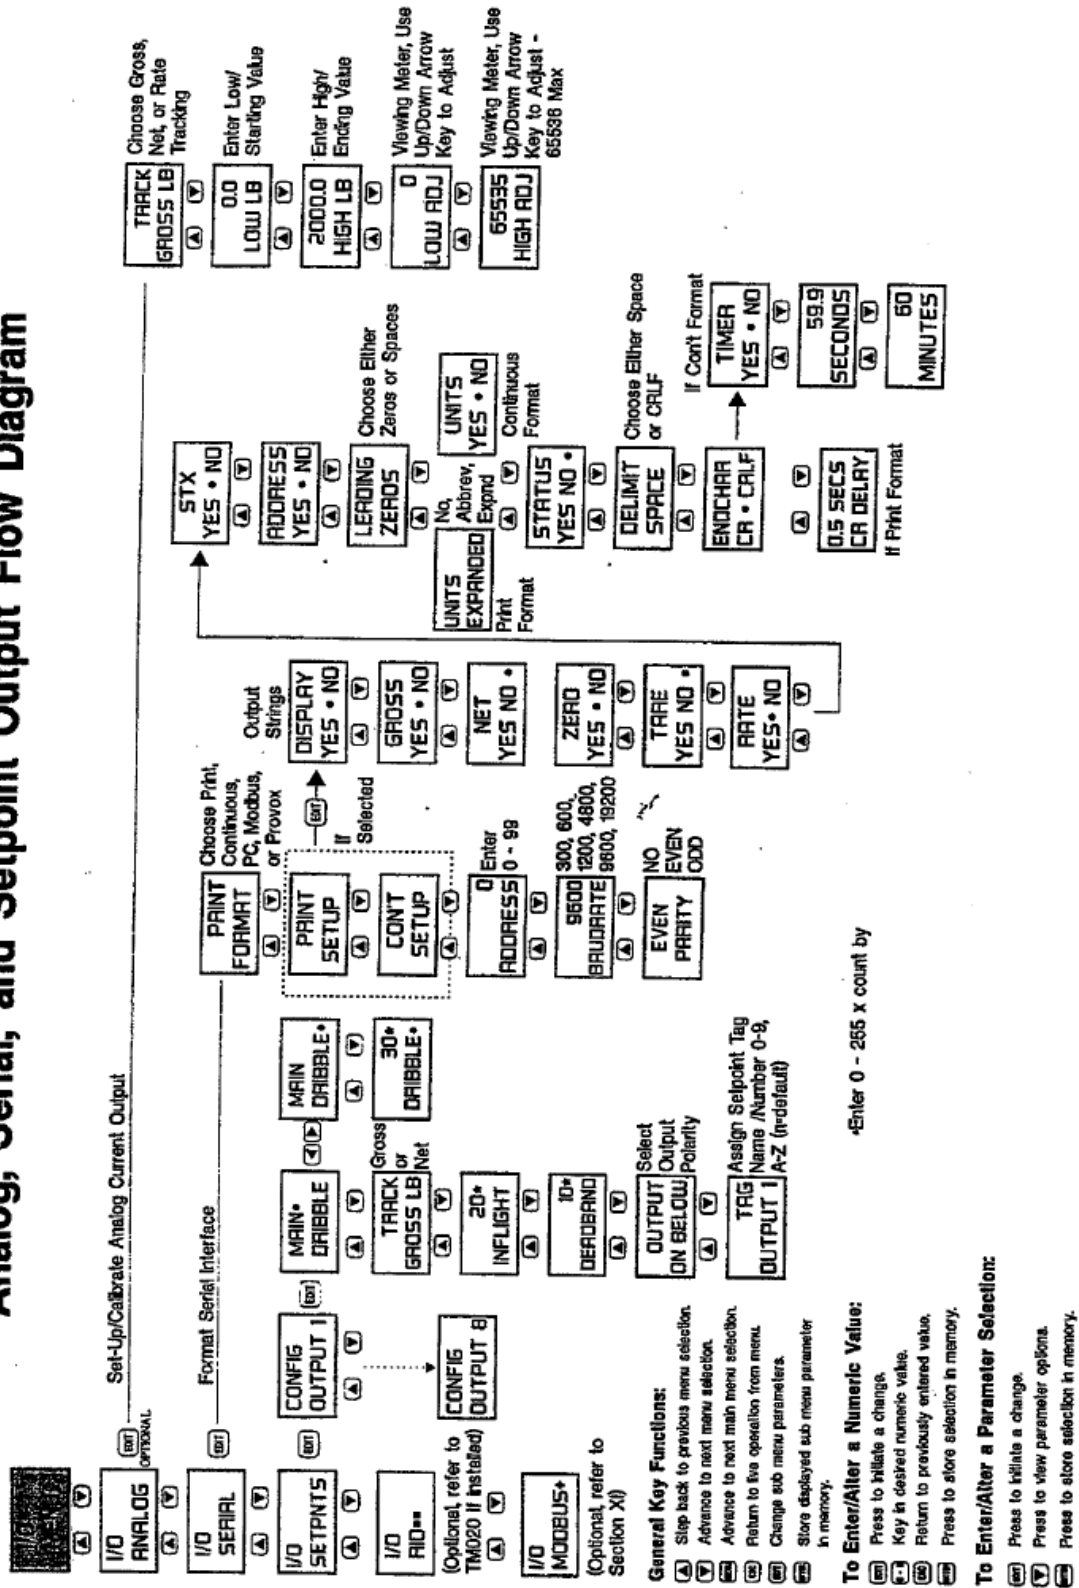 Analog, Serial, and Setpoint Output Flow Diagram
I/O
ANALOG
EDIT
OPTIONAL
Set-Up/Calibrate Analog Current Output
TRACK
GROSS LB
Choose Gross,
Net, or Rate
Tracking
0.0
LOW LB
Enter Low/
Starting Value
2000.0
HIGH LB
Enter High/
Ending Value
0
LOW ADJ
Viewing Meter, Use
Up/Down Arrow
Key to Adjust
65535
HIGH ADJ
Viewing Meter, Use
Up/Down Arrow
Key to Adjust -
65536 Max
I/O
SERIAL
EDIT
Format Serial Interface
PRINT
FORMAT
Choose Print,
Continuous,
PC, Modbus,
or Provox
PRINT
SETUP
CON'T
SETUP
EDIT
If
Selected
0
ADDRESS
Enter
0 - 99
9600
BAUDRATE
300, 600,
1200, 4800,
9600, 19200
EVEN
PARITY
NO
EVEN
ODD
Output
Strings
DISPLAY
YES • NO
GROSS
YES • NO
NET
YES NO •
ZERO
YES • NO
TARE
YES NO •
RATE
YES• NO
STX
YES • NO
ADDRESS
YES • NO
LEADING
ZEROS
Choose Either
Zeros or Spaces
UNITS
EXPANDED
Print
Format
No,
Abbrev,
Expnd
UNITS
YES • NO
Continuous
Format
STATUS
YES NO •
DELIMIT
SPACE
Choose Either Space
or CRLF
ENDCHAR
CR • CRLF
0.5 SECS
CR DELAY
If Print Format
If Con't Format
TIMER
YES • NO
59.9
SECONDS
60
MINUTES
I/O
SETPNTS
EDIT
CONFIG
OUTPUT 1
CONFIG
OUTPUT 8
EDIT
MAIN•
DRIBBLE
MAIN
DRIBBLE•
30*
DRIBBLE•
TRACK
GROSS LB
Gross
or
Net
20*
INFLIGHT
10*
DEADBAND
OUTPUT
ON BELOW
Select
Output
Polarity
TAG
OUTPUT 1
Assign Setpoint Tag
Name /Number 0-9,
A-Z (n=default)
I/O
(Optional, refer to
TM020 if installed)
I/O
MODBUS+
(Optional, refer to
Section XI)
*Enter 0 - 255 x count by
General Key Functions:
Step back to previous menu selection.
Advance to next menu selection.
Advance to next main menu selection.
ESC Return to live operation from menu.
EDIT Change sub menu parameters.
Store displayed sub menu parameter
in memory.
To Enter/Alter a Numeric Value:
EDIT Press to initiate a change.
0 - 9 Key in desired numeric value.
ESC Return to previously entered value.
Press to store selection in memory.
To Enter/Alter a Parameter Selection:
EDIT Press to initiate a change.
Press to view parameter options.
Press to store selection in memory.